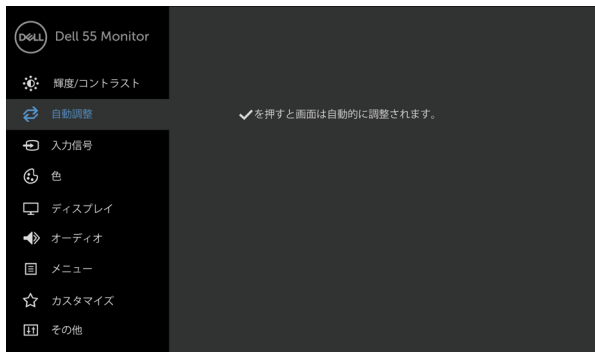 DELL
Dell 55 Monitor
輝度/コントラスト
自動調整
✓を押すと画面は自動的に調整されます。
入力信号
色
ディスプレイ
オーディオ
メニュー
カスタマイズ
その他